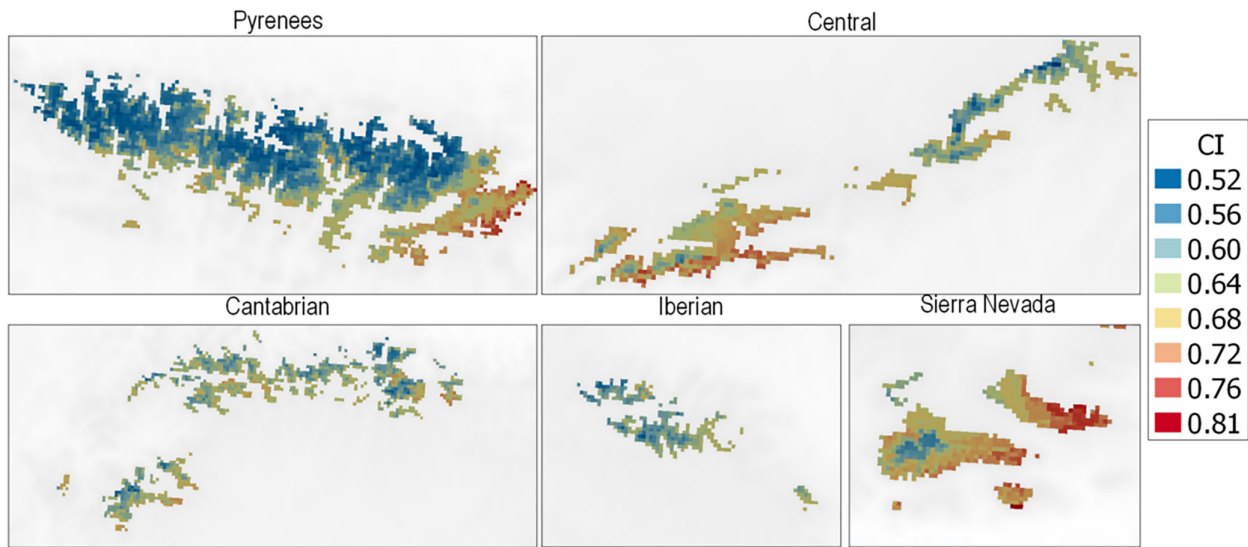 Pyrenees
Central
CI
0.52
0.56
0.60
0.64
0.68
0.72
0.76
0.81
Cantabrian
Iberian
Sierra Nevada